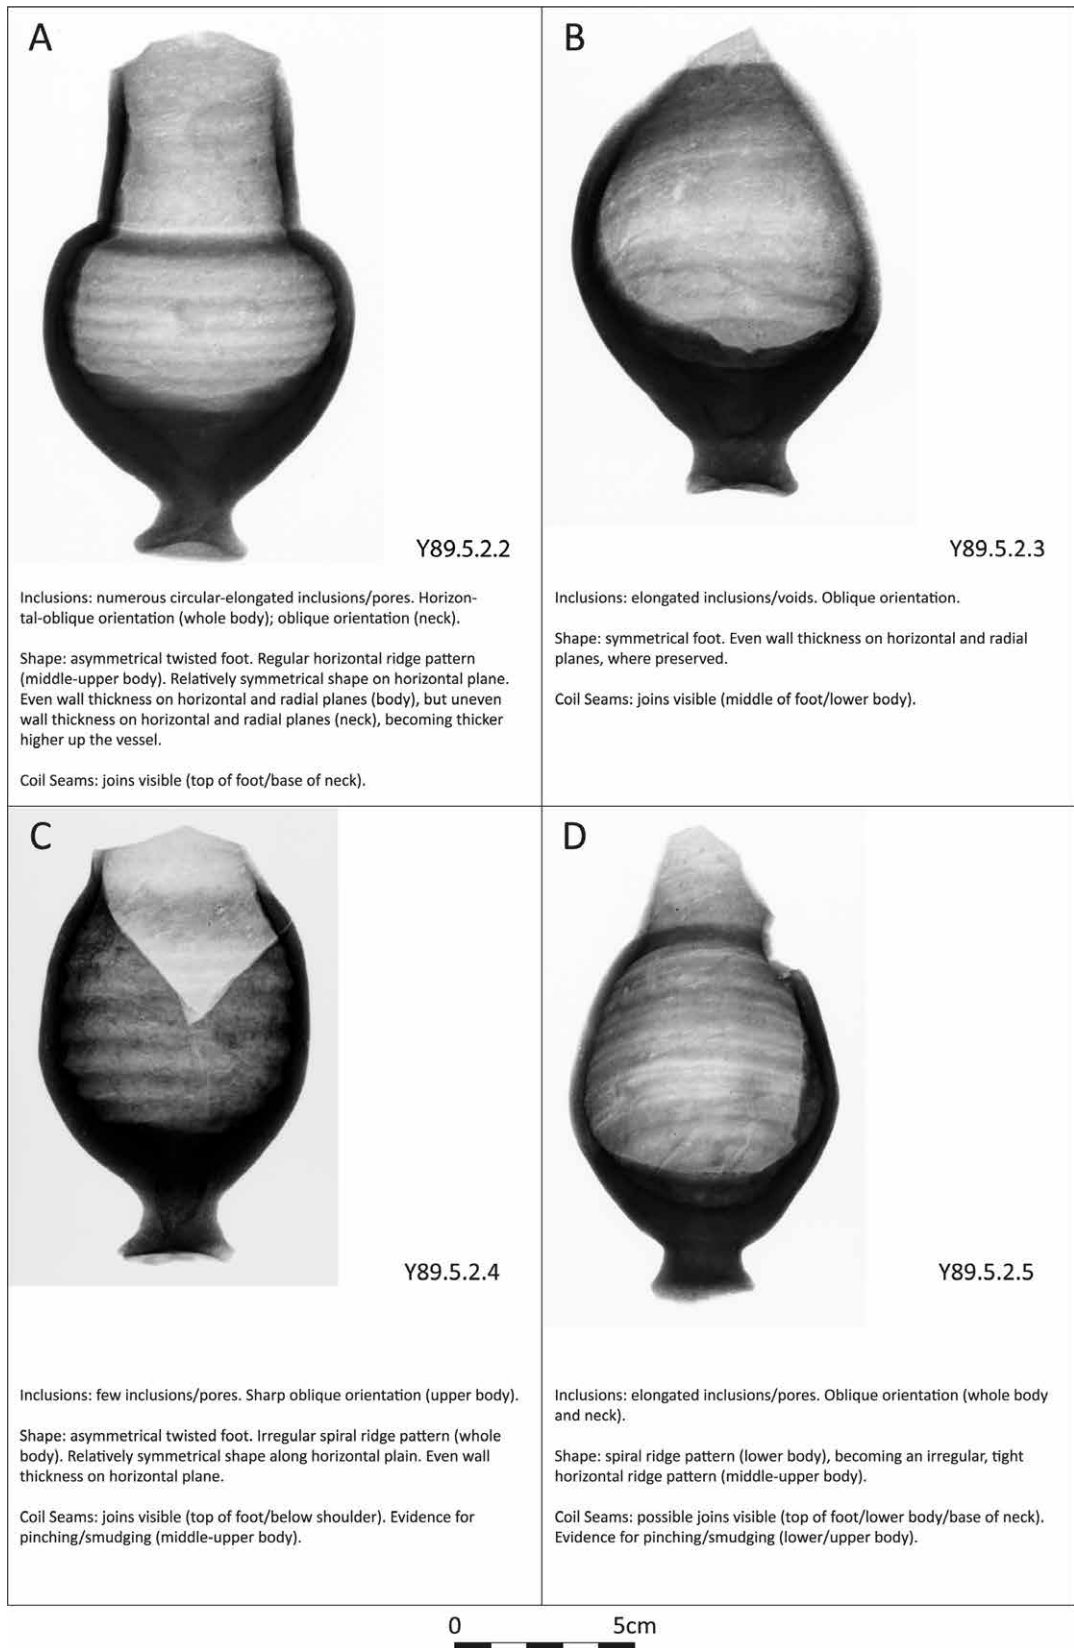 A
Y89.5.2.2
Inclusions: numerous circular-elongated inclusions/pores. Horizon-
tal-oblique orientation (whole body); oblique orientation (neck).
Shape: asymmetrical twisted foot. Regular horizontal ridge pattern
(middle-upper body). Relatively symmetrical shape on horizontal plane.
Even wall thickness on horizontal and radial planes (body), but uneven
wall thickness on horizontal and radial planes (neck), becoming thicker
higher up the vessel.
Coil Seams: joins visible (top of foot/base of neck).
B
Y89.5.2.3
Inclusions: elongated inclusions/voids. Oblique orientation.
Shape: symmetrical foot. Even wall thickness on horizontal and radial
planes, where preserved.
Coil Seams: joins visible (middle of foot/lower body).
C
Y89.5.2.4
Inclusions: few inclusions/pores. Sharp oblique orientation (upper body).
Shape: asymmetrical twisted foot. Irregular spiral ridge pattern (whole
body). Relatively symmetrical shape along horizontal plain. Even wall
thickness on horizontal plane.
Coil Seams: joins visible (top of foot/below shoulder). Evidence for
pinching/smudging (middle-upper body).
D
Y89.5.2.5
Inclusions: elongated inclusions/pores. Oblique orientation (whole body
and neck).
Shape: spiral ridge pattern (lower body), becoming an irregular, tight
horizontal ridge pattern (middle-upper body).
Coil Seams: possible joins visible (top of foot/lower body/base of neck).
Evidence for pinching/smudging (lower/upper body).
0 5cm